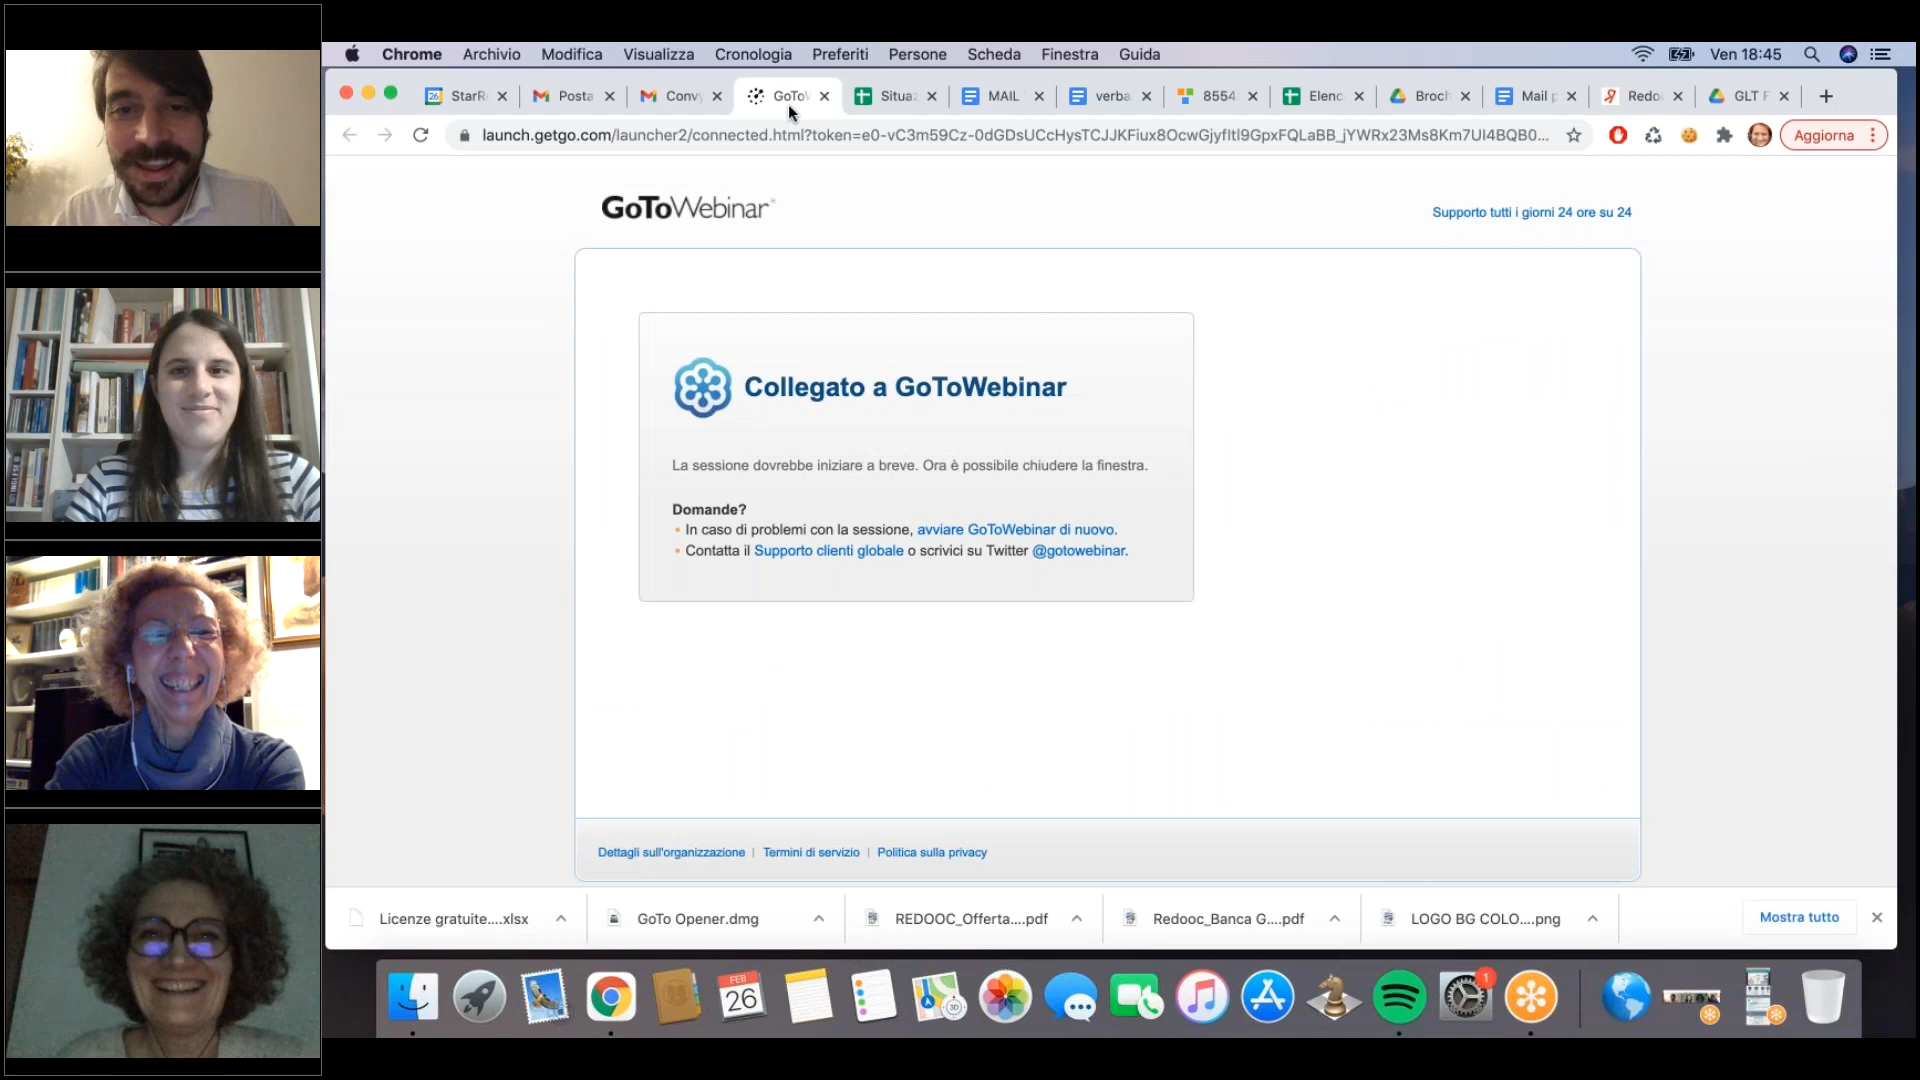 Chrome Archivio Modifica Visualizza Cronologia Preferiti Persone Scheda Finestra Guida Ven 18:45
StarR Posta Conv GoTo Situaz MAIL verba 8554 Elenc Broch Mail p Redo GLT F
launch.getgo.com/launcher2/connected.html?token=e0-vC3m59Cz-0dGDsUCcHysTCJJKFiux8OcwGjyfItl9GpxFQLaBB_jYWRx23Ms8Km7Ul4BQB0... Aggiorna
GoToWebinar
Supporto tutti i giorni 24 ore su 24
Collegato a GoToWebinar
La sessione dovrebbe iniziare a breve. Ora è possibile chiudere la finestra.
Domande?
In caso di problemi con la sessione, avviare GoToWebinar di nuovo.
Contatta il Supporto clienti globale o scrivici su Twitter @gotowebinar.
Dettagli sull'organizzazione | Termini di servizio | Politica sulla privacy
Licenze gratuite....xlsx GoTo Opener.dmg REDOOC_Offerta....pdf Redooc_Banca G....pdf LOGO BG COLO....png Mostra tutto
FEB
26
3D
1